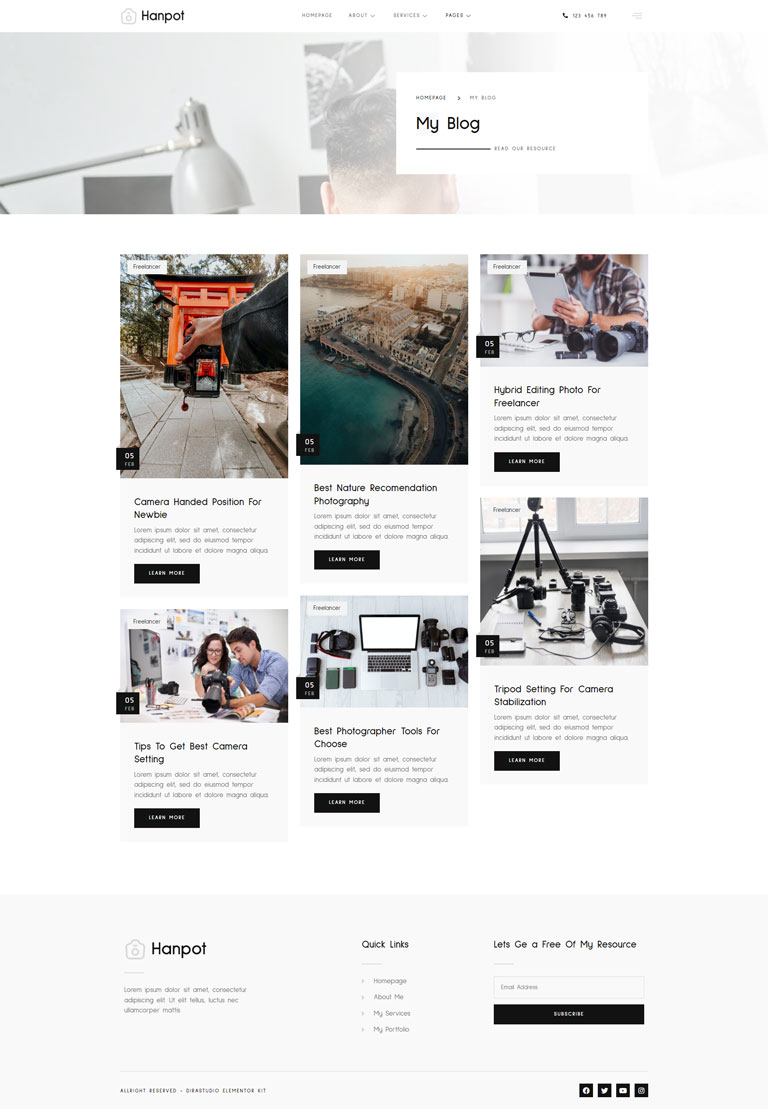 Hanpot
HOMEPAGE
ABOUT
SERVICES
PAGES
123 456 789
HOMEPAGE > MY BLOG
My Blog
READ OUR RESOURCE
Freelancer
05
FEB
Camera Handed Position For
Newbie
Lorem ipsum dolor sit amet, consectetur
adipiscing elit, sed do eiusmod tempor
incididunt ut labore et dolore magna aliqua.
LEARN MORE
Freelancer
05
FEB
Best Nature Recomendation
Photography
Lorem ipsum dolor sit amet, consectetur
adipiscing elit, sed do eiusmod tempor
incididunt ut labore et dolore magna aliqua.
LEARN MORE
Freelancer
05
FEB
Hybrid Editing Photo For
Freelancer
Lorem ipsum dolor sit amet, consectetur
adipiscing elit, sed do eiusmod tempor
incididunt ut labore et dolore magna aliqua.
LEARN MORE
Freelancer
05
FEB
Tips To Get Best Camera
Setting
Lorem ipsum dolor sit amet, consectetur
adipiscing elit, sed do eiusmod tempor
incididunt ut labore et dolore magna aliqua.
LEARN MORE
Freelancer
05
FEB
Best Photographer Tools For
Choose
Lorem ipsum dolor sit amet, consectetur
adipiscing elit, sed do eiusmod tempor
incididunt ut labore et dolore magna aliqua.
LEARN MORE
Freelancer
05
FEB
Tripod Setting For Camera
Stabilization
Lorem ipsum dolor sit amet, consectetur
adipiscing elit, sed do eiusmod tempor
incididunt ut labore et dolore magna aliqua.
LEARN MORE
Hanpot
Lorem ipsum dolor sit amet, consectetur
adipiscing elit. Ut elit tellus, luctus nec
ullamcorper mattis.
Quick Links
Homepage
About Me
My Services
My Portfolio
Lets Ge a Free Of My Resource
Email Address
SUBSCRIBE
ALLRIGHT RESERVED - DIRASTUDIO ELEMENTOR KIT